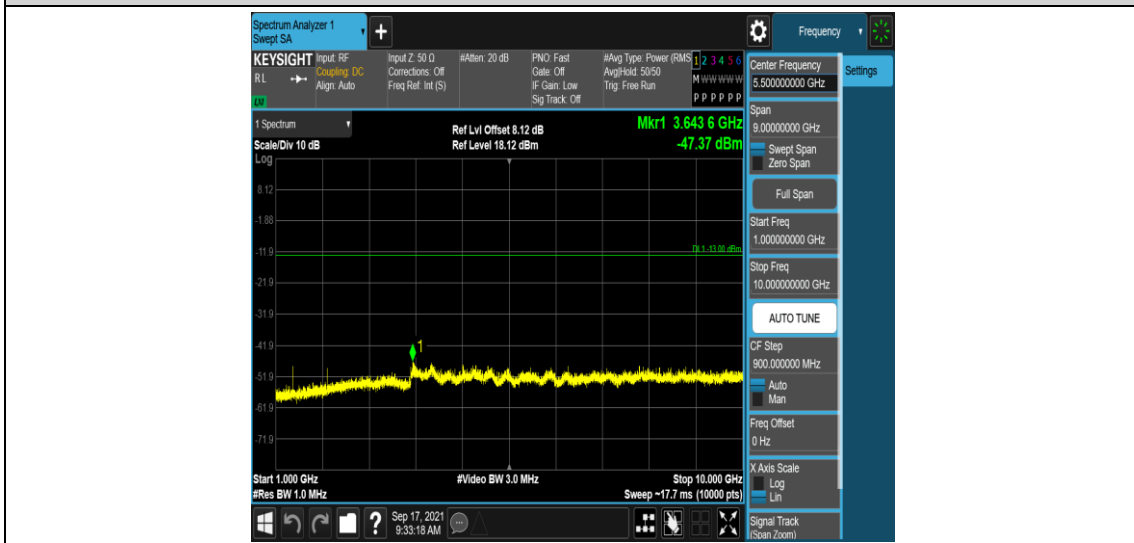 Spectrum Analyzer 1
Swept SA
Frequency
KEYSIGHT
RL
LXI
Input: RF
Coupling: DC
Align: Auto
Input Z: 50 Ω
Corrections: Off
Freq Ref: Int (S)
#Atten: 20 dB
PNO: Fast
Gate: Off
IF Gain: Low
Sig Track: Off
#Avg Type: Power (RMS
Avg|Hold: 50/50
Trig: Free Run
1 2 3 4 5 6
M W W W W W
P P P P P P
1 Spectrum
Scale/Div 10 dB
Log
Ref Lvl Offset 8.12 dB
Ref Level 18.12 dBm
Mkr1 3.643 6 GHz
-47.37 dBm
8.12
-1.88
-11.9
DL1 -13.00 dBm
-21.9
-31.9
-41.9
1
-51.9
-61.9
-71.9
Start 1.000 GHz
#Video BW 3.0 MHz
Stop 10.000 GHz
#Res BW 1.0 MHz
Sweep ~17.7 ms (10000 pts)
Center Frequency
5.500000000 GHz
Settings
Span
9.00000000 GHz
Swept Span
Zero Span
Full Span
Start Freq
1.000000000 GHz
Stop Freq
10.000000000 GHz
AUTO TUNE
CF Step
900.000000 MHz
Auto
Man
Freq Offset
0 Hz
X Axis Scale
Log
Lin
Signal Track
(Span Zoom)
?
Sep 17, 2021
9:33:18 AM